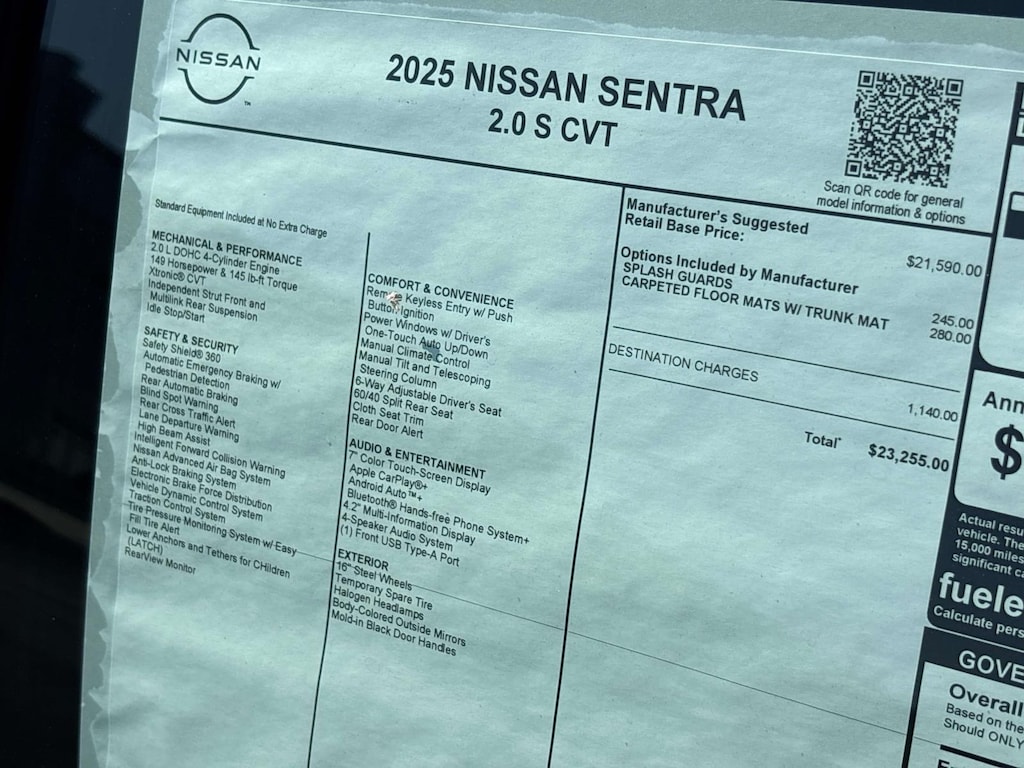 NISSAN
2025 NISSAN SENTRA
2.0 S CVT
Scan QR code for general
model information & options
Standard Equipment Included at No Extra Charge
MECHANICAL & PERFORMANCE
2.0 L DOHC 4-Cylinder Engine
149 Horsepower & 145 lb-ft Torque
Xtronic® CVT
Independent Strut Front and
Multilink Rear Suspension
Idle Stop/Start
SAFETY & SECURITY
Safety Shield® 360
Automatic Emergency Braking w/
Pedestrian Detection
Rear Automatic Braking
Blind Spot Warning
Rear Cross Traffic Alert
Lane Departure Warning
High Beam Assist
Intelligent Forward Collision Warning
Nissan Advanced Air Bag System
Anti-Lock Braking System
Electronic Brake Force Distribution
Vehicle Dynamic Control System
Traction Control System
Tire Pressure Monitoring System w/ Easy
Fill Tire Alert
Lower Anchors and Tethers for CHildren
(LATCH)
RearView Monitor
COMFORT & CONVENIENCE
Remote Keyless Entry w/ Push
Button Ignition
Power Windows w/ Driver's
One-Touch Auto Up/Down
Manual Climate Control
Manual Tilt and Telescoping
Steering Column
6-Way Adjustable Driver's Seat
60/40 Split Rear Seat
Cloth Seat Trim
Rear Door Alert
AUDIO & ENTERTAINMENT
7" Color Touch-Screen Display
Apple CarPlay®+
Android Auto™+
Bluetooth® Hands-free Phone System+
4.2" Multi-Information Display
4-Speaker Audio System
(1) Front USB Type-A Port
EXTERIOR
16" Steel Wheels
Temporary Spare Tire
Halogen Headlamps
Body-Colored Outside Mirrors
Mold-in Black Door Handles
Manufacturer's Suggested
Retail Base Price:
$21,590.00
Options Included by Manufacturer
SPLASH GUARDS 245.00
CARPETED FLOOR MATS W/ TRUNK MAT 280.00
DESTINATION CHARGES
1,140.00
Total* $23,255.00
Ann
$
Actual resu
vehicle. The
15,000 miles
significant ca
fuele
Calculate pers
GOVE
Overall
Based on the
Should ONLY